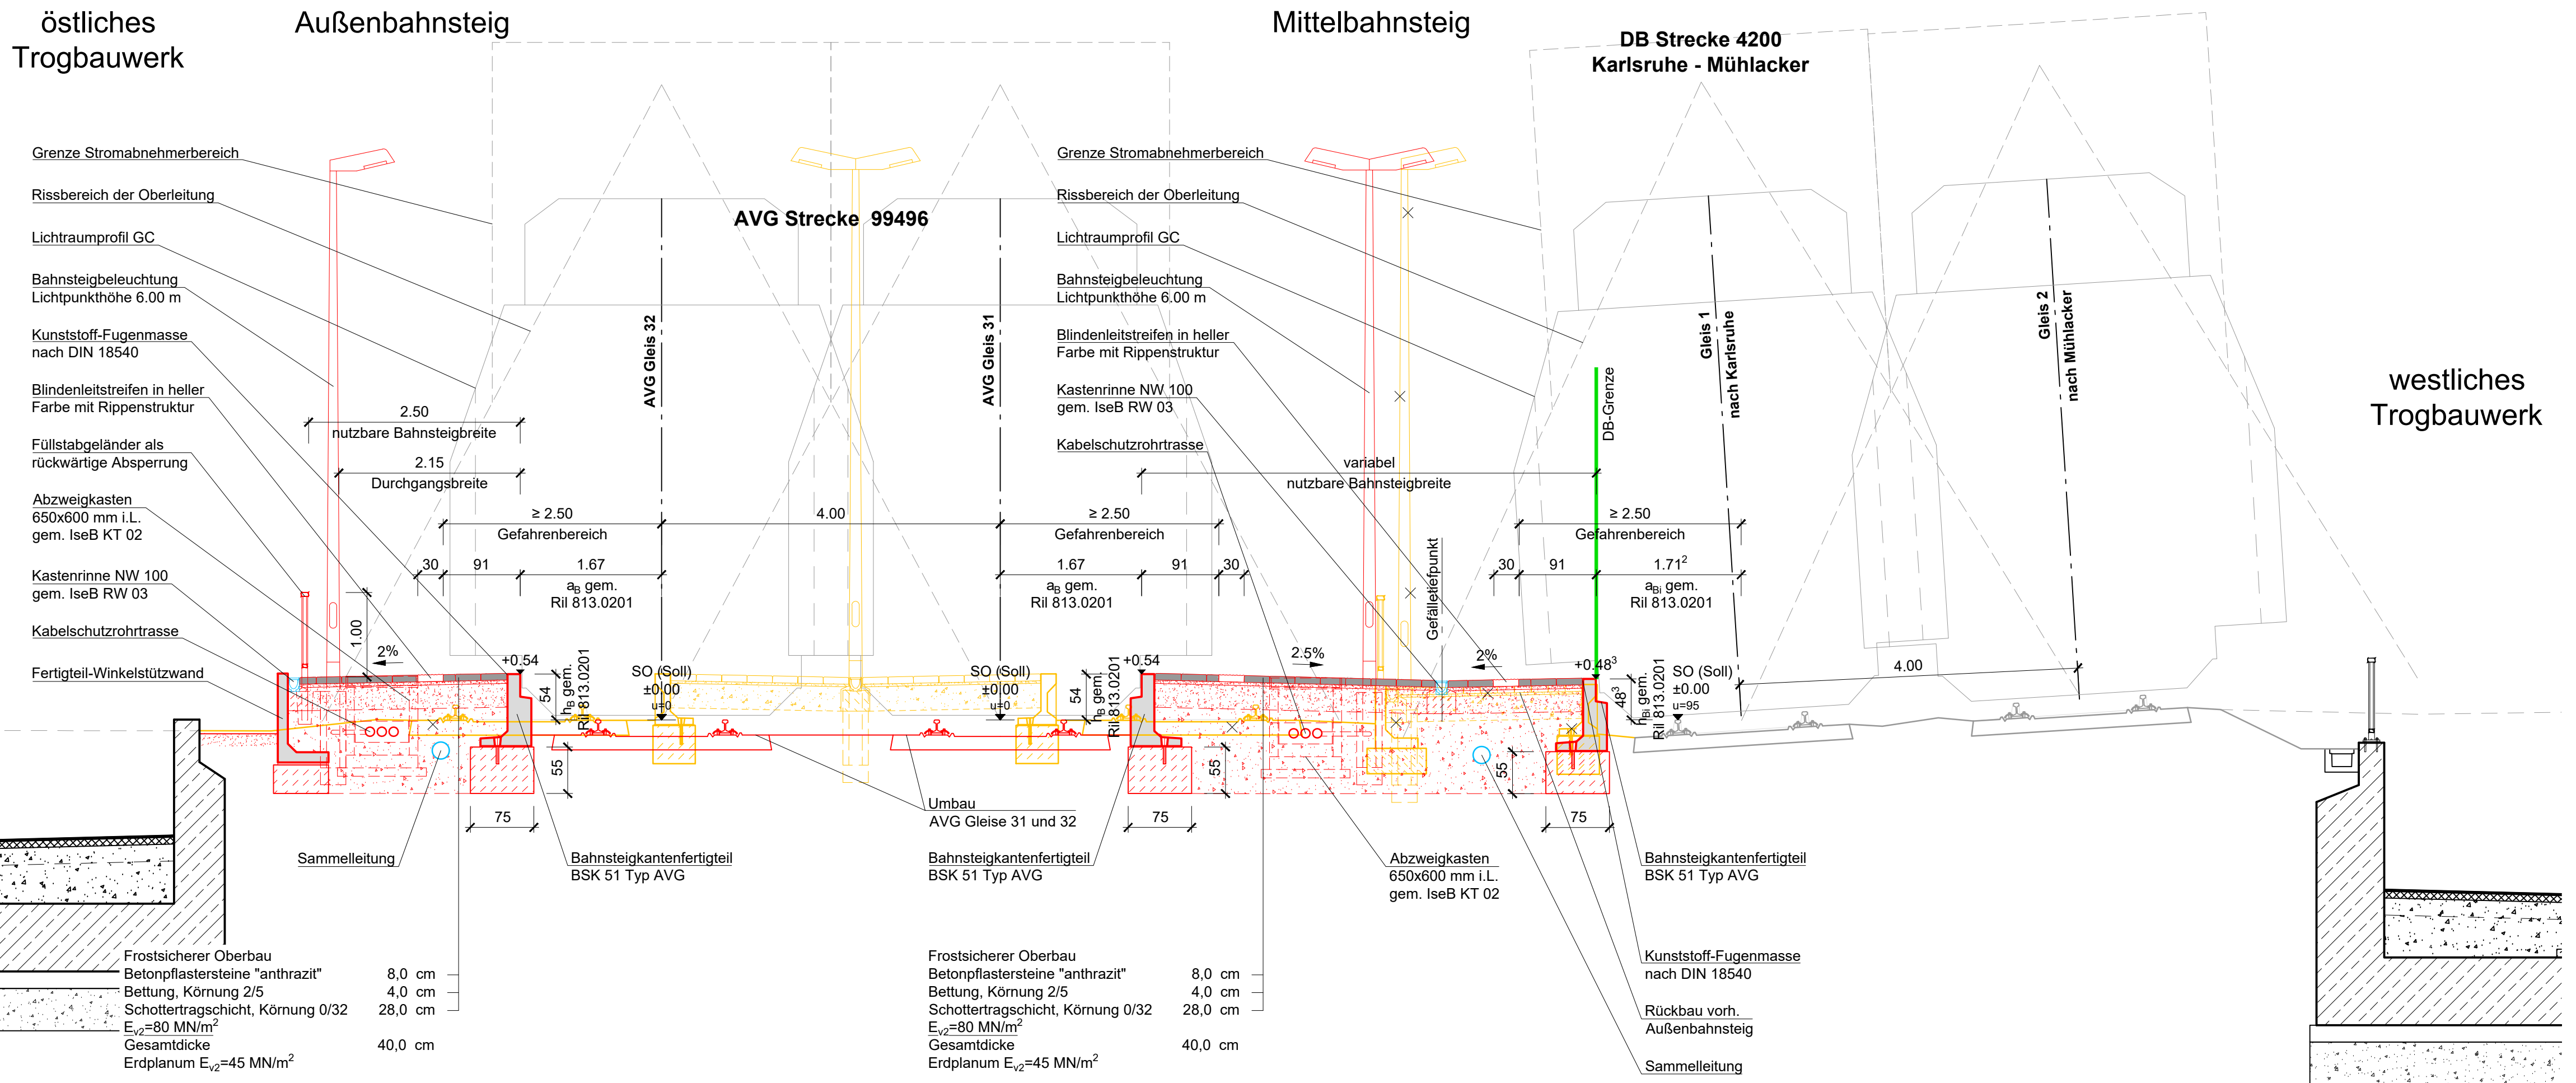 östliches
Trogbauwerk
Außenbahnsteig
Mittelbahnsteig
DB Strecke 4200
Karlsruhe - Mühlacker
westliches
Trogbauwerk
Grenze Stromabnehmerbereich
Rissbereich der Oberleitung
Lichtraumprofil GC
Bahnsteigbeleuchtung
Lichtpunkthöhe 6.00 m
Kunststoff-Fugenmasse
nach DIN 18540
Blindenleitstreifen in heller
Farbe mit Rippenstruktur
Füllstabgeländer als
rückwärtige Absperrung
Abzweigkasten
650x600 mm i.L.
gem. IseB KT 02
Kastenrinne NW 100
gem. IseB RW 03
Kabelschutzrohrtrasse
Fertigteil-Winkelstützwand
AVG Strecke 99496
AVG Gleis 32
AVG Gleis 31
2.50
nutzbare Bahnsteigbreite
2.15
Durchgangsbreite
≥ 2.50
Gefahrenbereich
4.00
≥ 2.50
Gefahrenbereich
30
91
1.67
a_B gem.
Ril 813.0201
1.67
91
30
a_B gem.
Ril 813.0201
1.00
2%
+0.54
54
h_B gem.
Ril 813.0201
SO (Soll)
±0.00
u=0
SO (Soll)
±0.00
u=0
54
h_B gem.
Ril 813.0201
+0.54
55
75
Grenze Stromabnehmerbereich
Rissbereich der Oberleitung
Lichtraumprofil GC
Bahnsteigbeleuchtung
Lichtpunkthöhe 6.00 m
Blindenleitstreifen in heller
Farbe mit Rippenstruktur
Kastenrinne NW 100
gem. IseB RW 03
Kabelschutzrohrtrasse
variabel
nutzbare Bahnsteigbreite
DB-Grenze
Gleis 1
nach Karlsruhe
Gleis 2
nach Mühlacker
≥ 2.50
Gefahrenbereich
30
91
1.71²
a_Bi gem.
Ril 813.0201
Gefälletiefpunkt
2.5%
2%
+0.48³
48³
h_Bi gem.
Ril 813.0201
SO (Soll)
±0.00
u=95
4.00
55
75
55
75
Umbau
AVG Gleise 31 und 32
Sammelleitung
Bahnsteigkantenfertigteil
BSK 51 Typ AVG
Bahnsteigkantenfertigteil
BSK 51 Typ AVG
Abzweigkasten
650x600 mm i.L.
gem. IseB KT 02
Bahnsteigkantenfertigteil
BSK 51 Typ AVG
Kunststoff-Fugenmasse
nach DIN 18540
Rückbau vorh.
Außenbahnsteig
Sammelleitung
Frostsicherer Oberbau
Betonpflastersteine "anthrazit" 8,0 cm
Bettung, Körnung 2/5 4,0 cm
Schottertragschicht, Körnung 0/32 28,0 cm
E_v2=80 MN/m²
Gesamtdicke 40,0 cm
Erdplanum E_v2=45 MN/m²
Frostsicherer Oberbau
Betonpflastersteine "anthrazit" 8,0 cm
Bettung, Körnung 2/5 4,0 cm
Schottertragschicht, Körnung 0/32 28,0 cm
E_v2=80 MN/m²
Gesamtdicke 40,0 cm
Erdplanum E_v2=45 MN/m²